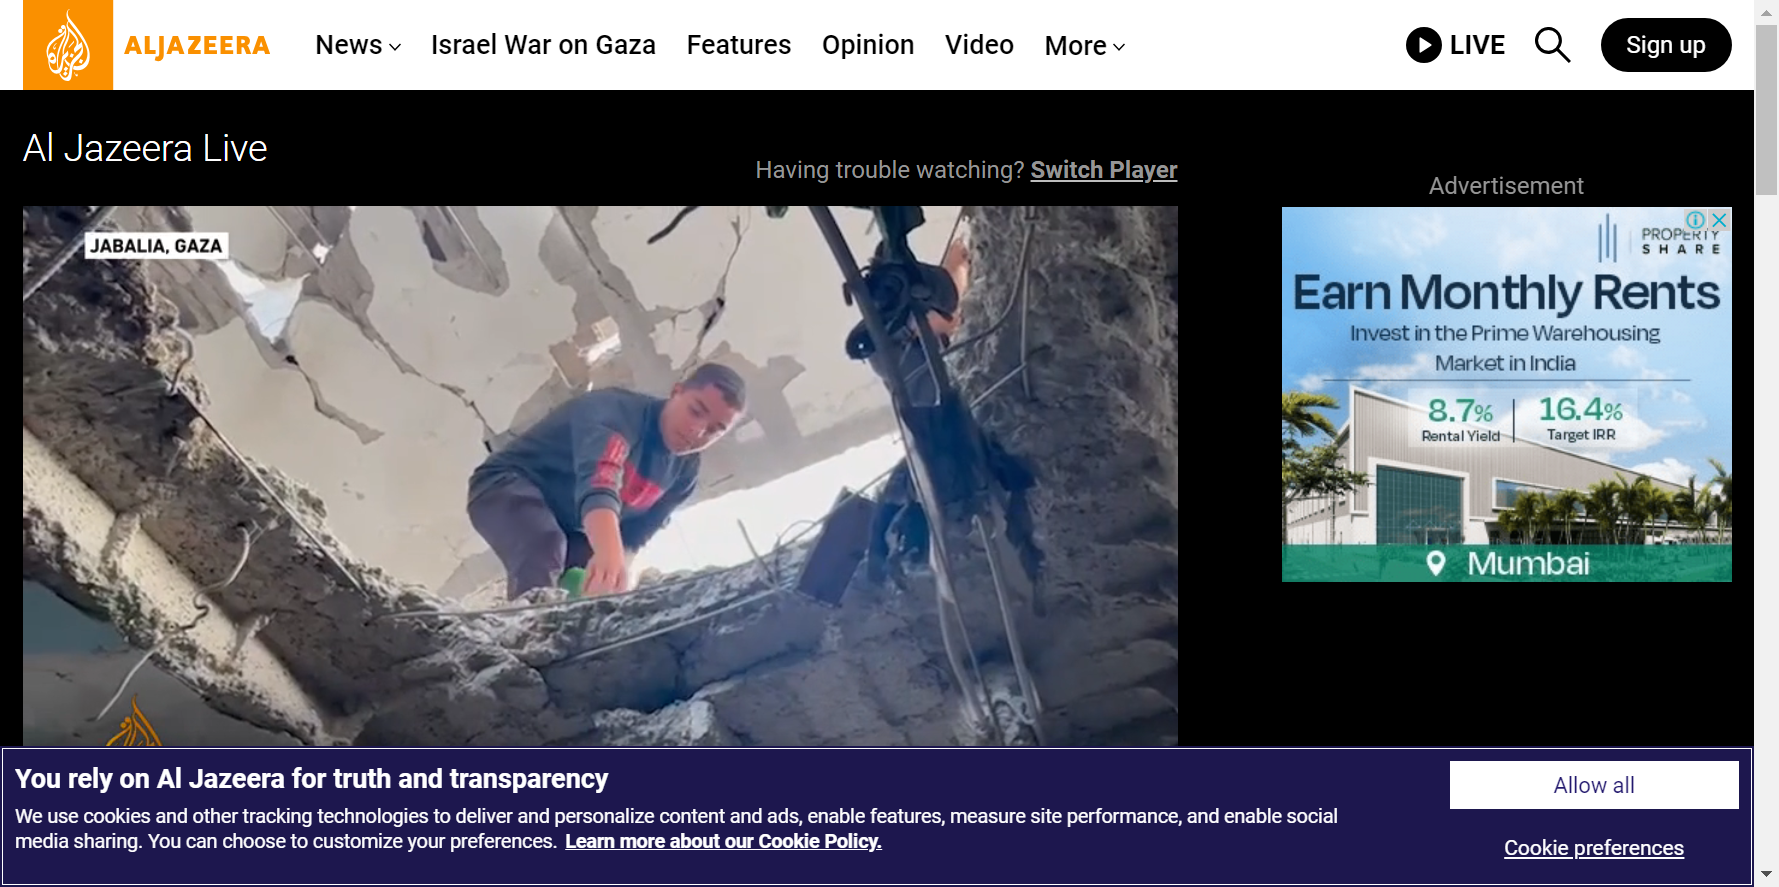 ALJAZEERA
News
Israel War on Gaza
Features
Opinion
Video
More
LIVE
Sign up
Al Jazeera Live
Having trouble watching? Switch Player
JABALIA, GAZA
Advertisement
PROPERTY
SHARE
Earn Monthly Rents
Invest in the Prime Warehousing
Market in India
8.7%
Rental Yield
16.4%
Target IRR
Mumbai
You rely on Al Jazeera for truth and transparency
We use cookies and other tracking technologies to deliver and personalize content and ads, enable features, measure site performance, and enable social
media sharing. You can choose to customize your preferences. Learn more about our Cookie Policy.
Allow all
Cookie preferences